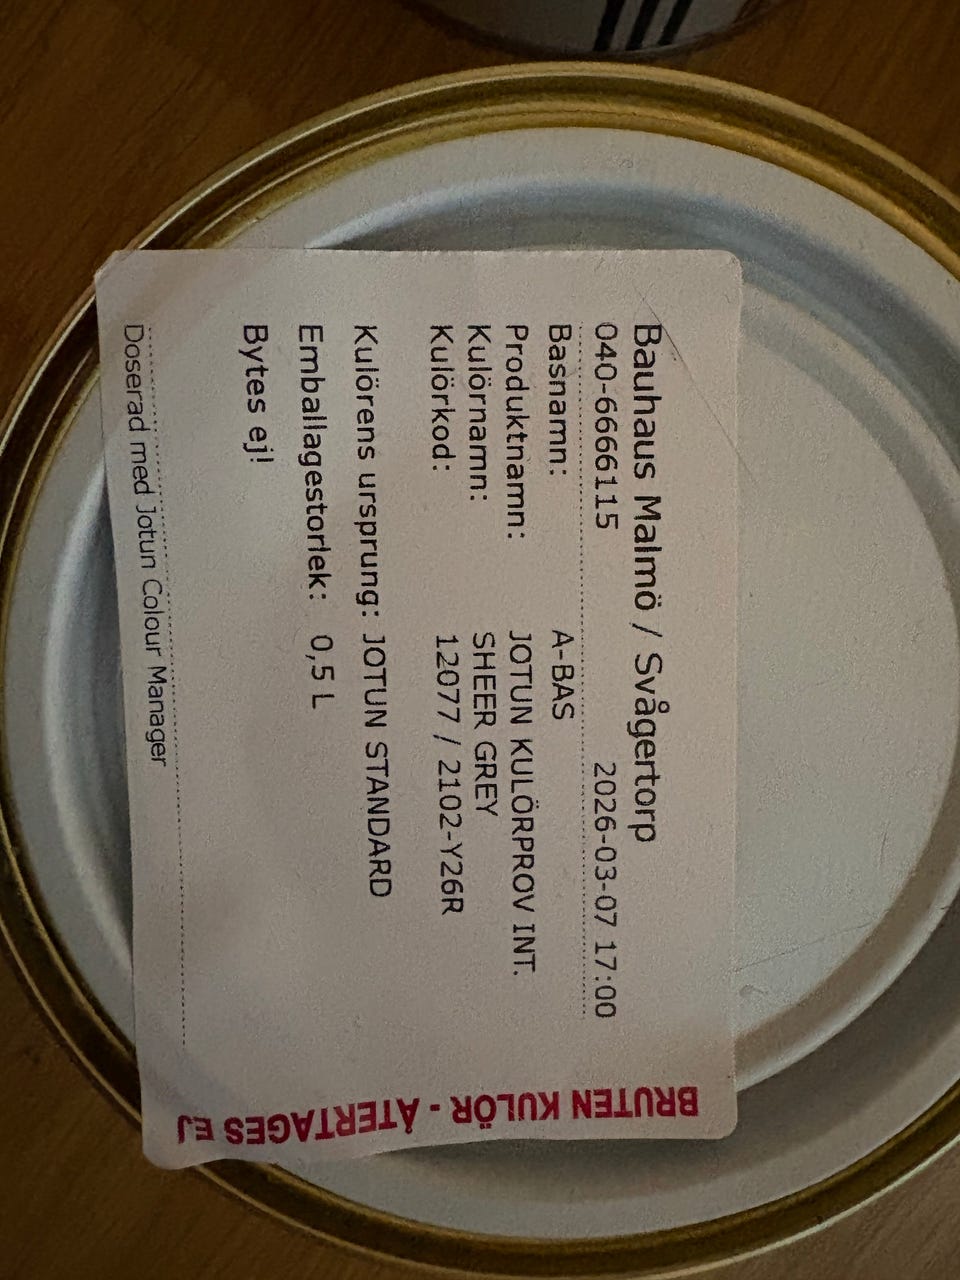 Bauhaus Malmö / Svågertorp
040-6666115 2026-03-07 17:00
Basnamn: A-BAS
Produktnamn: JOTUN KULÖRPROV INT.
Kulörnamn: SHEER GREY
Kulörkod: 12077 / 2102-Y26R
Kulörens ursprung: JOTUN STANDARD
Emballagestorlek: 0,5 L
Bytes ej!
Doserad med Jotun Colour Manager
BRUTEN KULÖR - ÅTERTAGES EJ